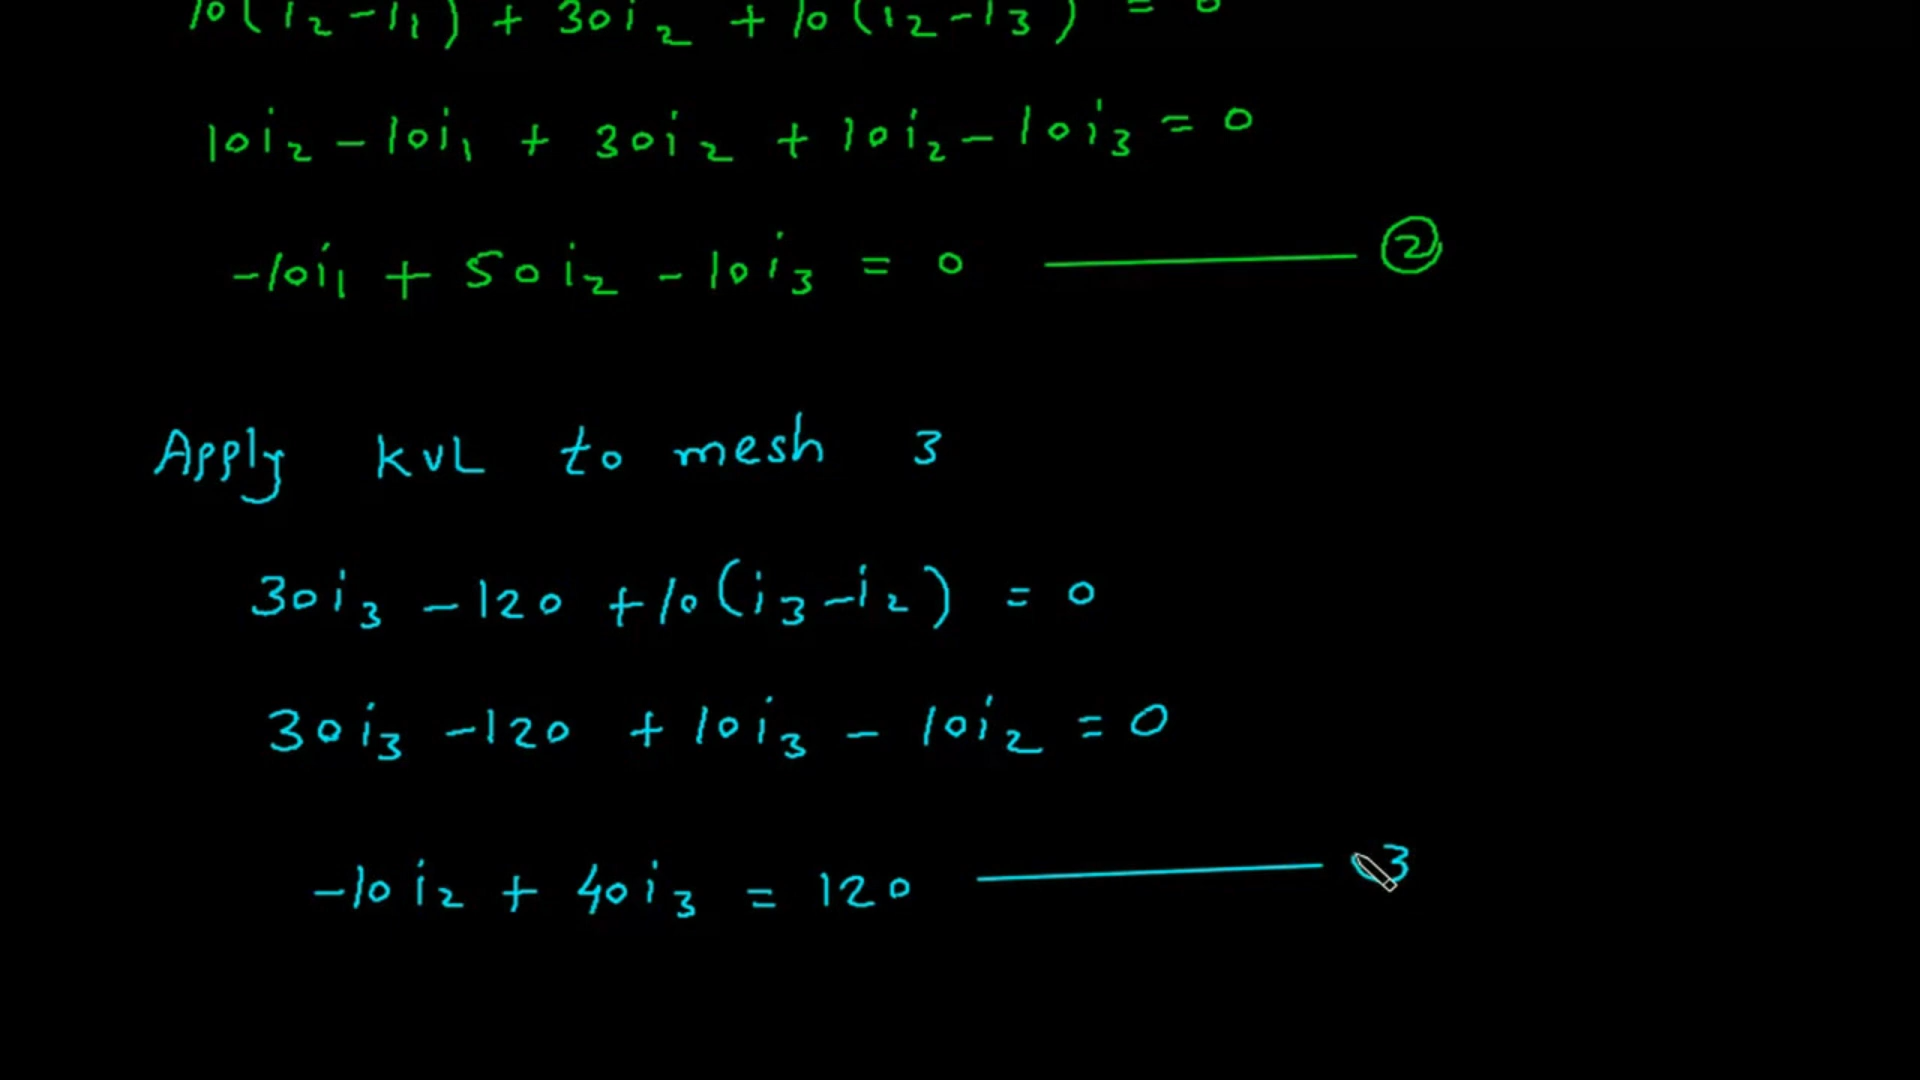 10(i₂-i₁) + 30i₂ + 10(i₂-i₃) = 0
10i₂ - 10i₁ + 30i₂ + 10i₂ - 10i₃ = 0
-10i₁ + 50i₂ - 10i₃ = 0 ——— ②
Apply KVL to mesh 3
30i₃ - 120 + 10(i₃-i₂) = 0
30i₃ - 120 + 10i₃ - 10i₂ = 0
-10i₂ + 40i₃ = 120 ——— 3